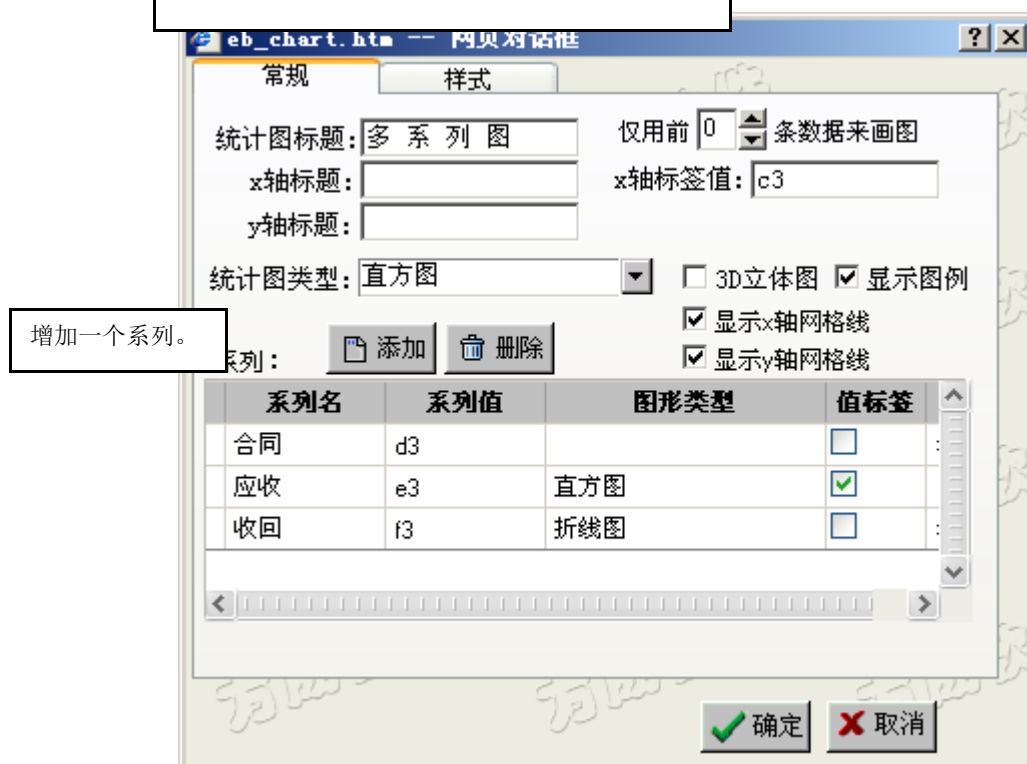 eb_chart.htm -- 网页对话框
常规 样式
统计图标题: 多 系 列 图 仅用前 0 条数据来画图
x轴标题: x轴标签值: c3
y轴标题:
统计图类型: 直方图 3D立体图 显示图例
显示x轴网格线
增加一个系列。
系列: 添加 删除 显示y轴网格线
系列名 系列值 图形类型 值标签
合同 d3
应收 e3 直方图
收回 f3 折线图
确定 取消